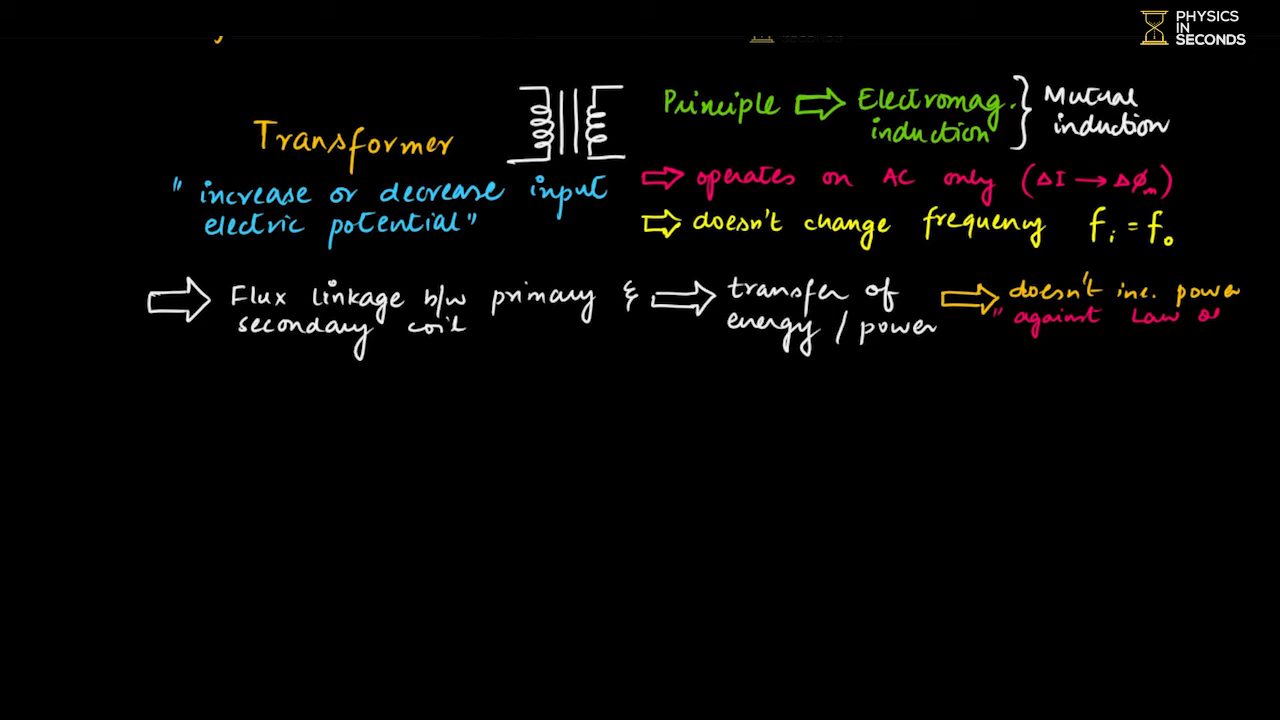 PHYSICS
IN
SECONDS
Transformer
" increase or decrease input
electric potential "
Principle ⇒ Electromag.
induction } Mutual
induction
⇒ operates on AC only (ΔI → Δϕm)
⇒ doesn't change frequency fi = fo
⇒ Flux linkage b/w primary &
secondary coil
⇒ transfer of
energy / power
⇒ doesn't inc. power
" against Law